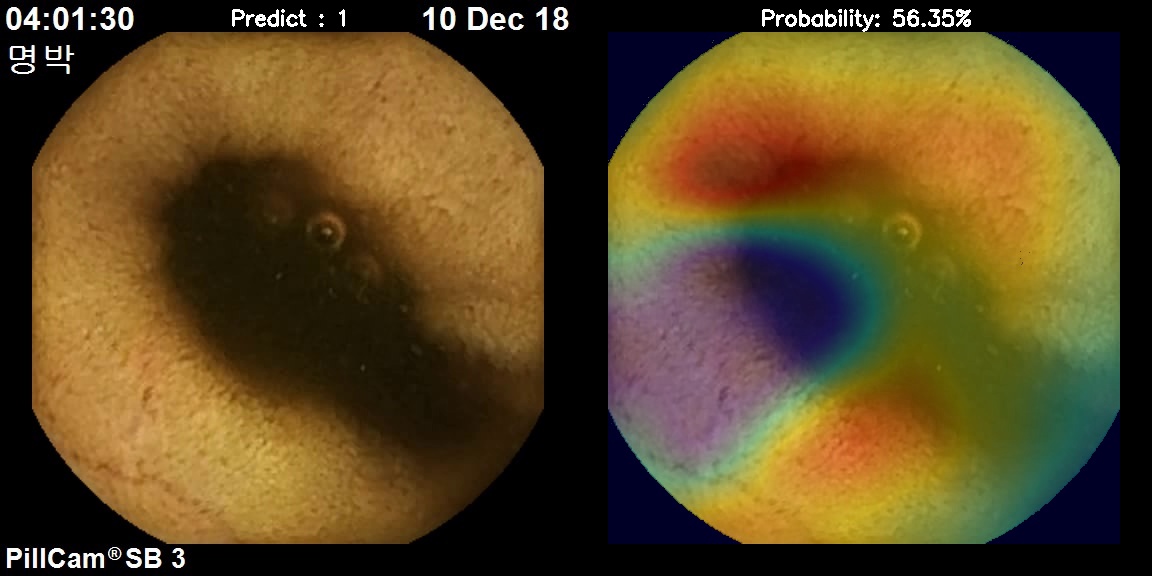 04:01:30
Predict : 1
10 Dec 18
Probability: 56.35%
명박
PillCam® SB 3